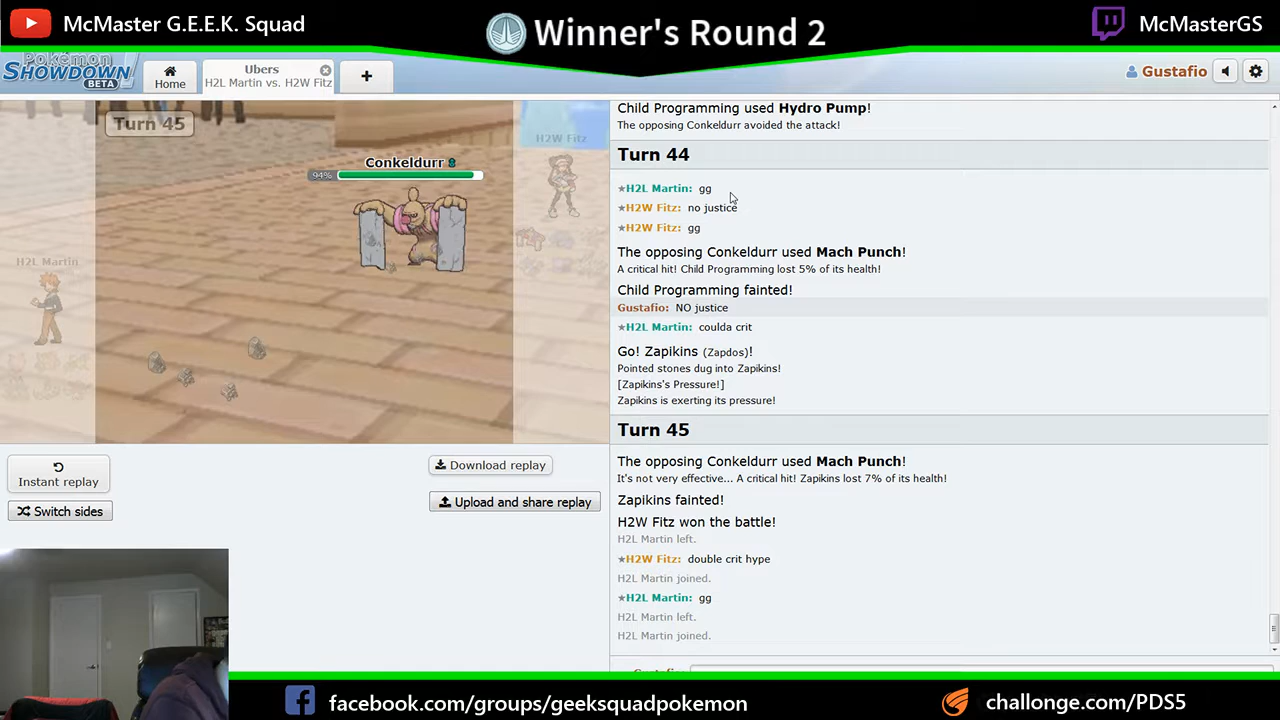 McMaster G.E.E.K. Squad
Winner's Round 2
McMasterGS
Pokémon
SHOWDOWN
BETA
Home
Ubers
H2L Martin vs. H2W Fitz
Gustafio
Turn 45
H2W Fitz
Conkeldurr
94%
H2L Martin
Instant replay
Switch sides
Download replay
Upload and share replay
Child Programming used Hydro Pump!
The opposing Conkeldurr avoided the attack!
Turn 44
★H2L Martin: gg
★H2W Fitz: no justice
★H2W Fitz: gg
The opposing Conkeldurr used Mach Punch!
A critical hit! Child Programming lost 5% of its health!
Child Programming fainted!
Gustafio: NO justice
★H2L Martin: coulda crit
Go! Zapikins (Zapdos)!
Pointed stones dug into Zapikins!
[Zapikins's Pressure!]
Zapikins is exerting its pressure!
Turn 45
The opposing Conkeldurr used Mach Punch!
It's not very effective... A critical hit! Zapikins lost 7% of its health!
Zapikins fainted!
H2W Fitz won the battle!
H2L Martin left.
★H2W Fitz: double crit hype
H2L Martin joined.
★H2L Martin: gg
H2L Martin left.
H2L Martin joined.
Gustafio:
facebook.com/groups/geeksquadpokemon
challonge.com/PDS5